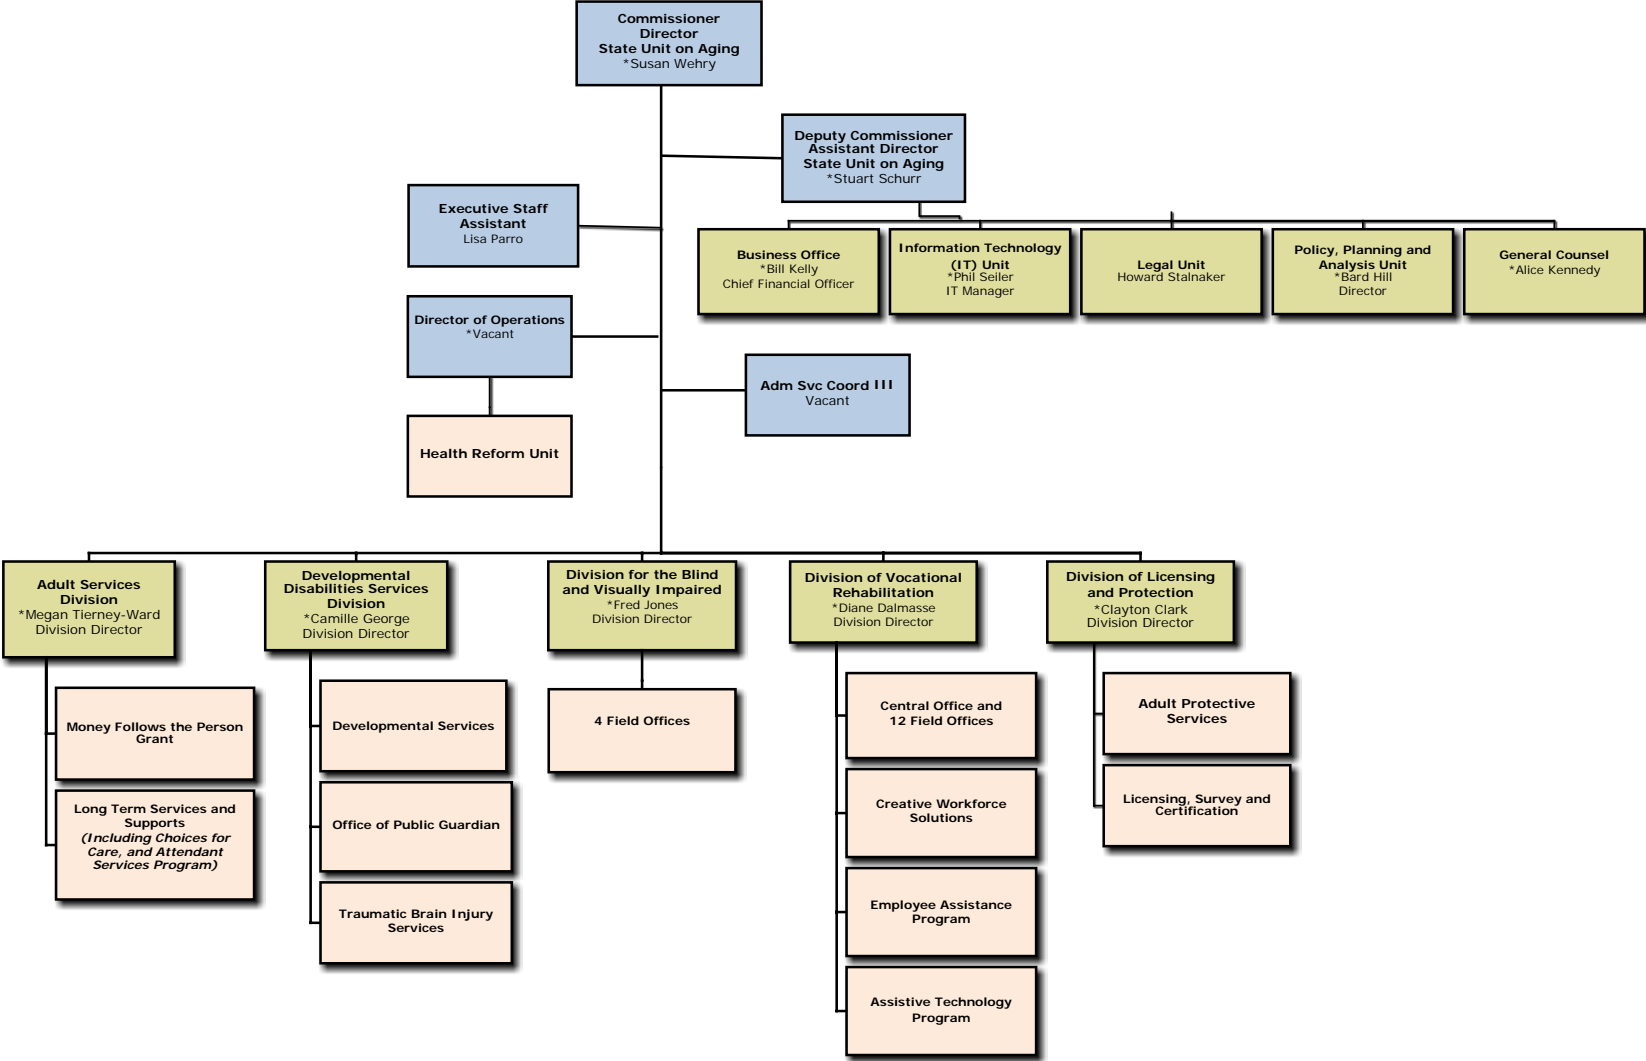 Commissioner
Director
State Unit on Aging
*Susan Wehry
Deputy Commissioner
Assistant Director
State Unit on Aging
*Stuart Schurr
Executive Staff
Assistant
Lisa Parro
Business Office
*Bill Kelly
Chief Financial Officer
Information Technology
(IT) Unit
*Phil Seiler
IT Manager
Legal Unit
Howard Stalnaker
Policy, Planning and
Analysis Unit
*Bard Hill
Director
General Counsel
*Alice Kennedy
Director of Operations
*Vacant
Adm Svc Coord III
Vacant
Health Reform Unit
Adult Services
Division
*Megan Tierney-Ward
Division Director
Developmental
Disabilities Services
Division
*Camille George
Division Director
Division for the Blind
and Visually Impaired
*Fred Jones
Division Director
Division of Vocational
Rehabilitation
*Diane Dalmasse
Division Director
Division of Licensing
and Protection
*Clayton Clark
Division Director
Money Follows the Person
Grant
Long Term Services and
Supports
(Including Choices for
Care, and Attendant
Services Program)
Developmental Services
Office of Public Guardian
Traumatic Brain Injury
Services
4 Field Offices
Central Office and
12 Field Offices
Creative Workforce
Solutions
Employee Assistance
Program
Assistive Technology
Program
Adult Protective
Services
Licensing, Survey and
Certification